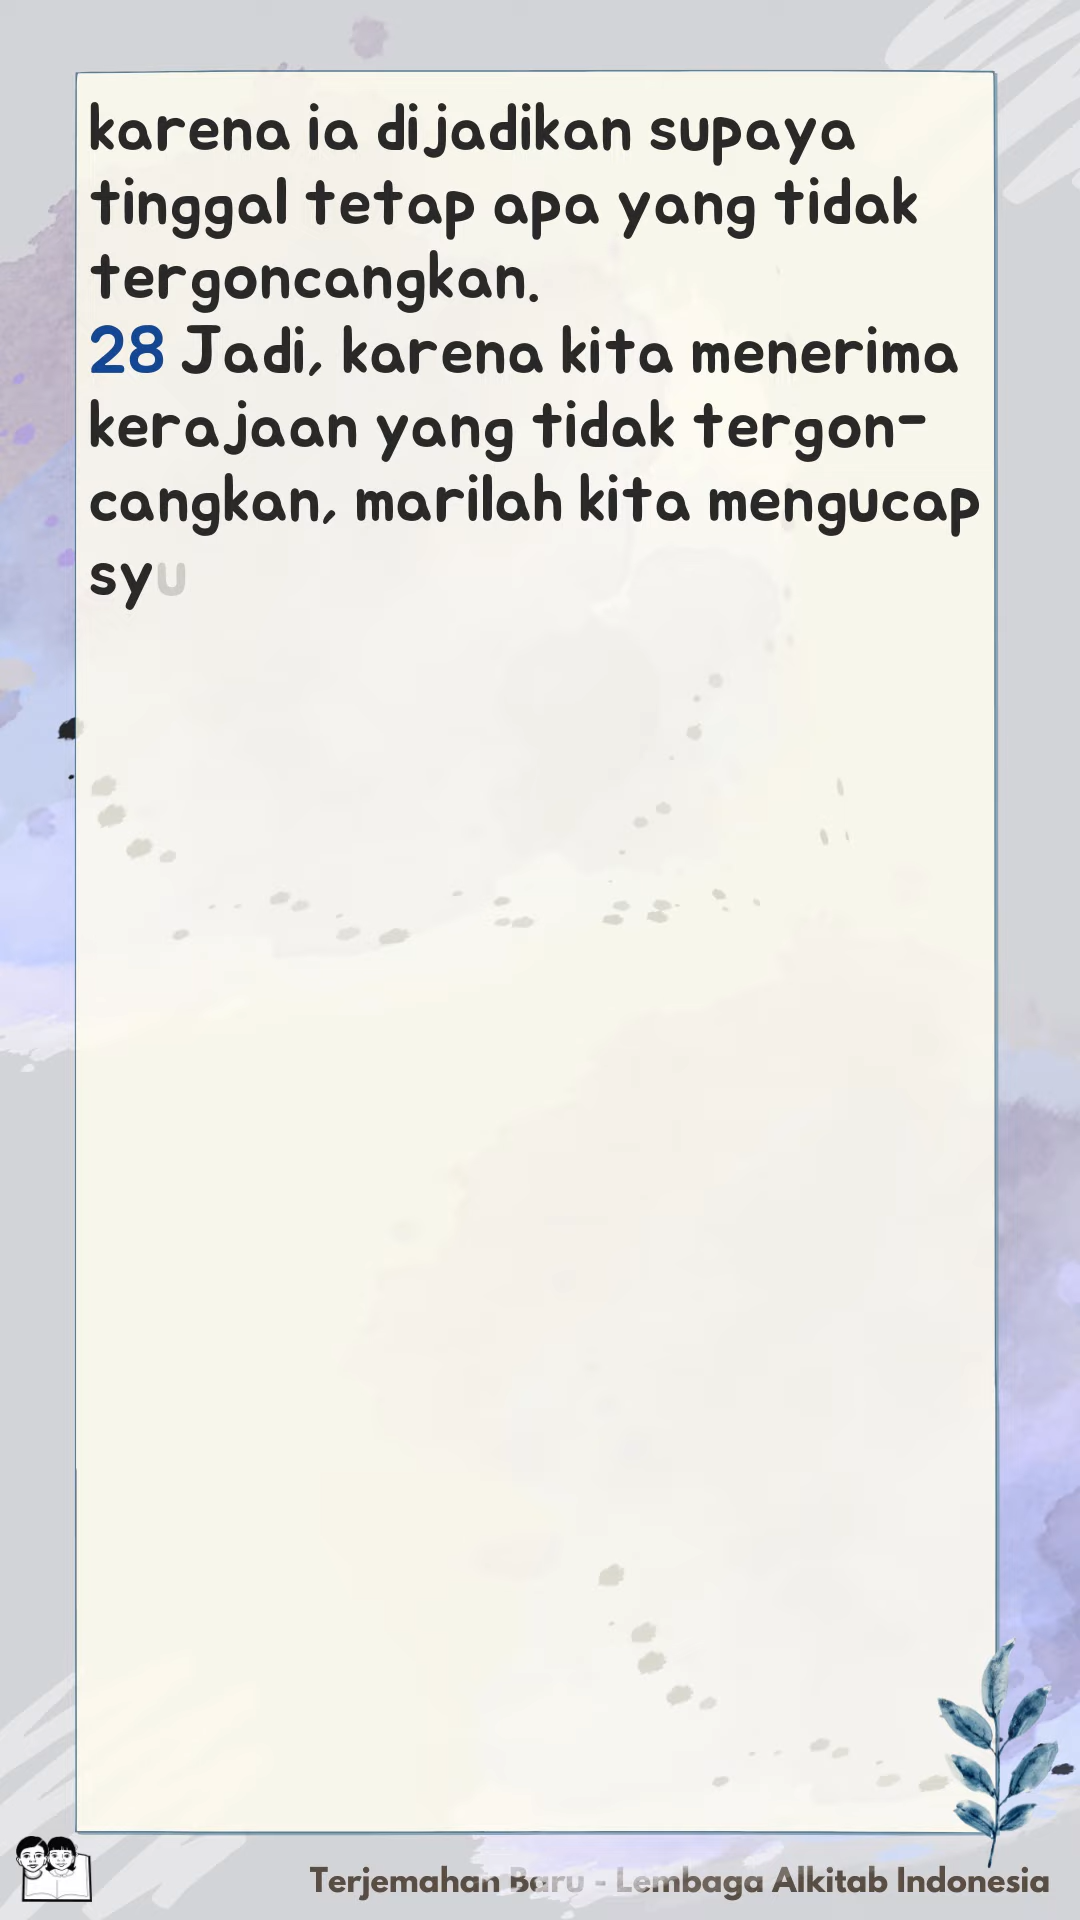 karena ia dijadikan supaya
tinggal tetap apa yang tidak
tergoncangkan.
28 Jadi, karena kita menerima
kerajaan yang tidak tergon-
cangkan, marilah kita mengucap
syu
Terjemahan Baru - Lembaga Alkitab Indonesia